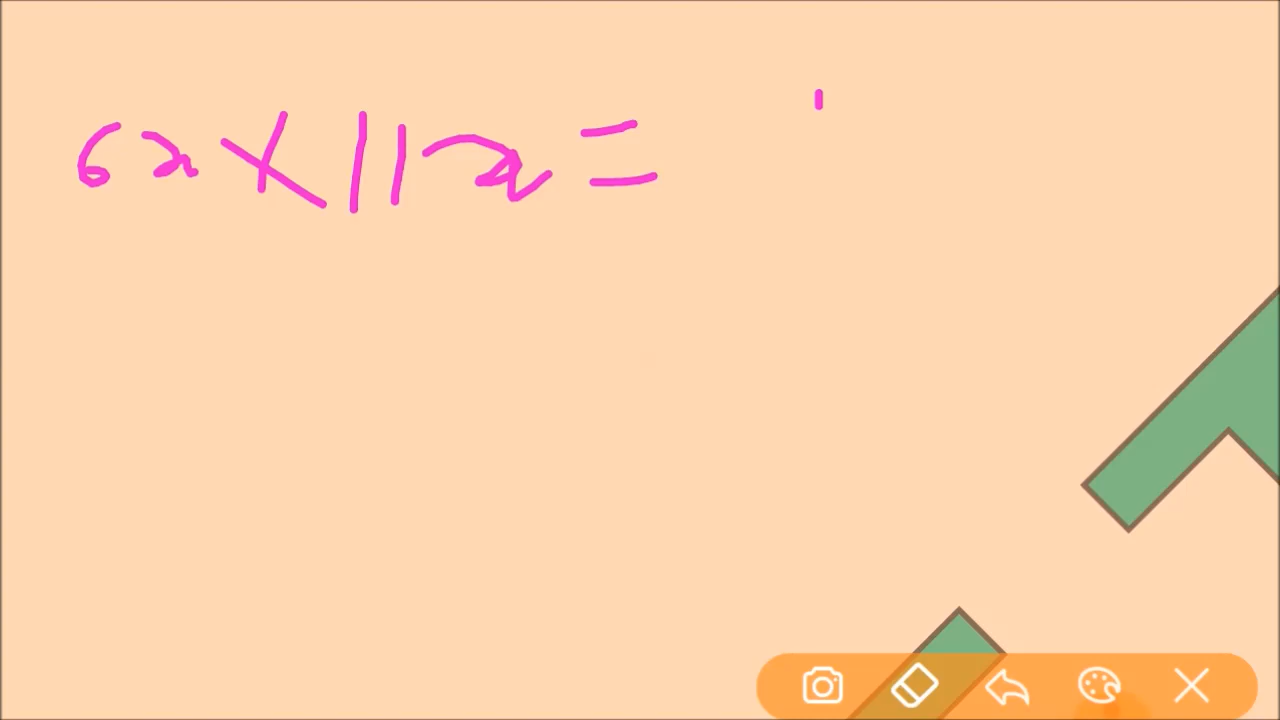 6x × 11x =